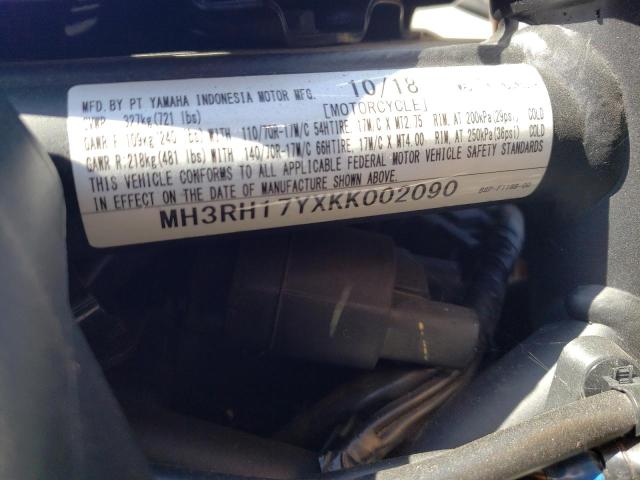 MFD. BY PT YAMAHA INDONESIA MOTOR MFG. 10/18
327kg(721 lbs) [MOTORCYCLE]
GAWR F 109kg(240 lbs) WITH 110/70R-17M/C 54HTIRE, 17M/C X MT2.75 RIM, AT 200kPa(29psi) COLD
GAWR R:218kg(481 lbs) WITH 140/70R-17M/C 66HTIRE, 17M/C X MT4.00 RIM, AT 250kPa(36psi) COLD
THIS VEHICLE CONFORMS TO ALL APPLICABLE FEDERAL MOTOR VEHICLE SAFETY STANDARDS
IN EFFECT ON THE DATE OF MANUFACTURE SHOWN ABOVE.
MH3RH17YXKK002090